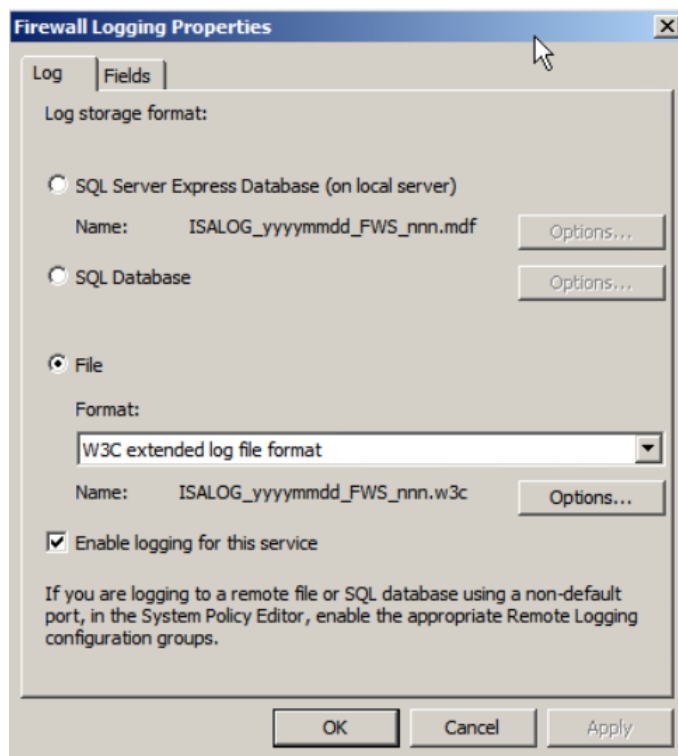 Firewall Logging Properties
Log
Fields
Log storage format:
SQL Server Express Database (on local server)
Name: ISALOG_yyyymmdd_FWS_nnn.mdf Options...
SQL Database Options...
File
Format:
W3C extended log file format
Name: ISALOG_yyyymmdd_FWS_nnn.w3c Options...
Enable logging for this service
If you are logging to a remote file or SQL database using a non-default
port, in the System Policy Editor, enable the appropriate Remote Logging
configuration groups.
OK Cancel Apply